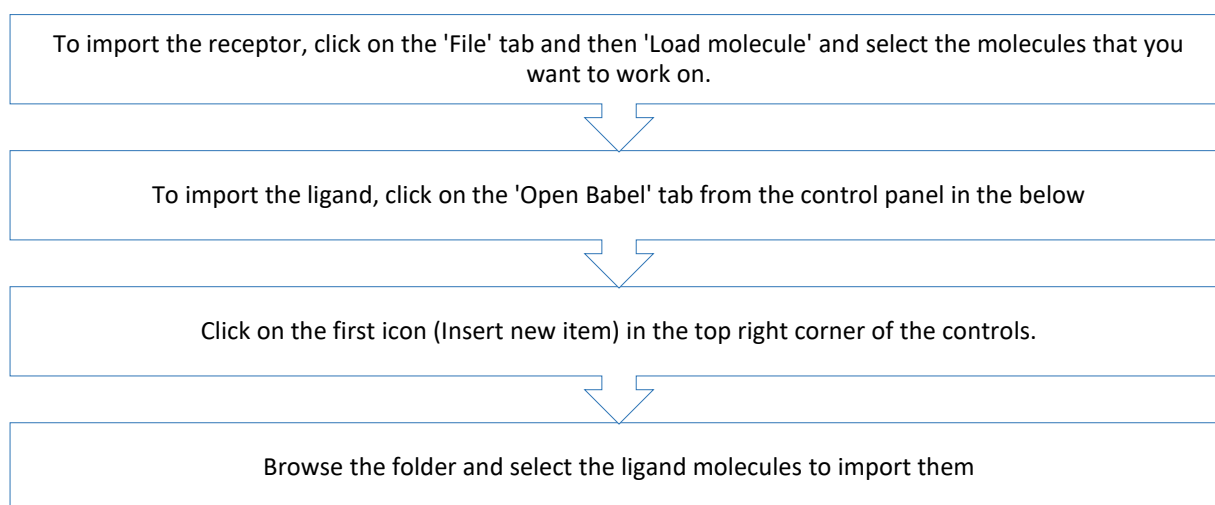 To import the receptor, click on the 'File' tab and then 'Load molecule' and select the molecules that you
want to work on.
To import the ligand, click on the 'Open Babel' tab from the control panel in the below
Click on the first icon (Insert new item) in the top right corner of the controls.
Browse the folder and select the ligand molecules to import them